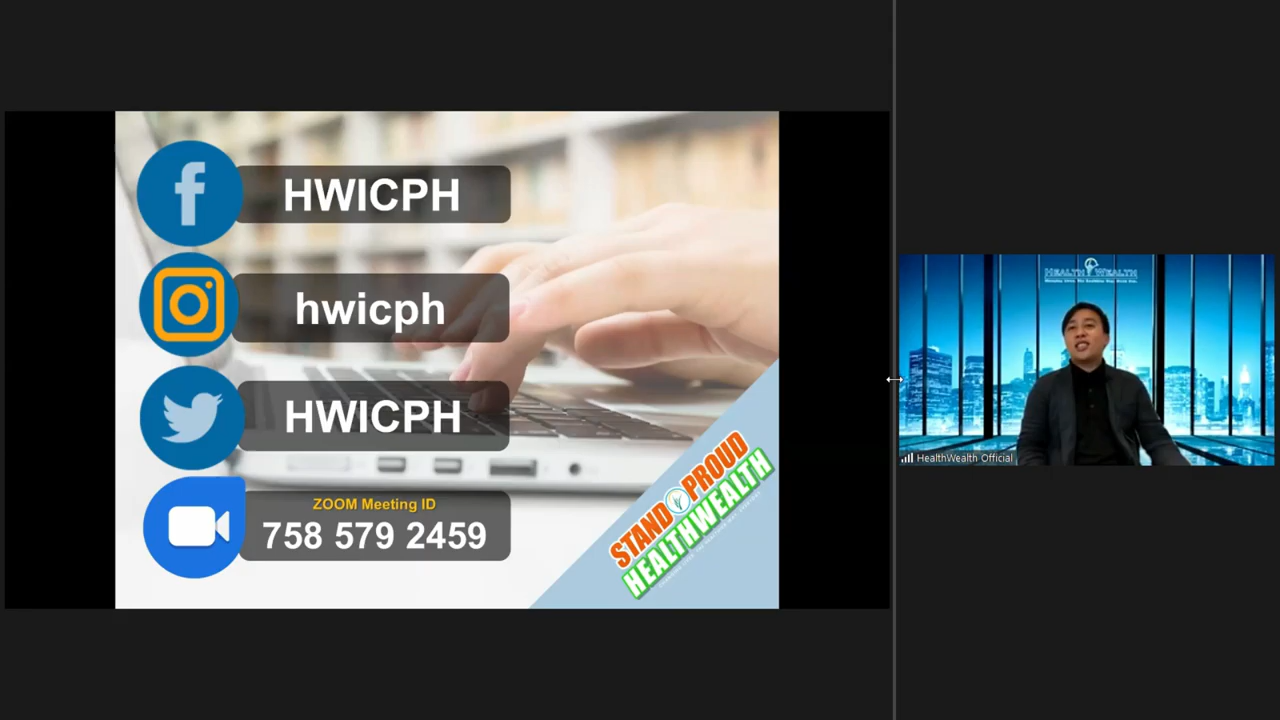 HWICPH
hwicph
HWICPH
ZOOM Meeting ID
758 579 2459
STAND PROUD
HEALTHWEALTH
HEALTH WEALTH
HealthWealth Official